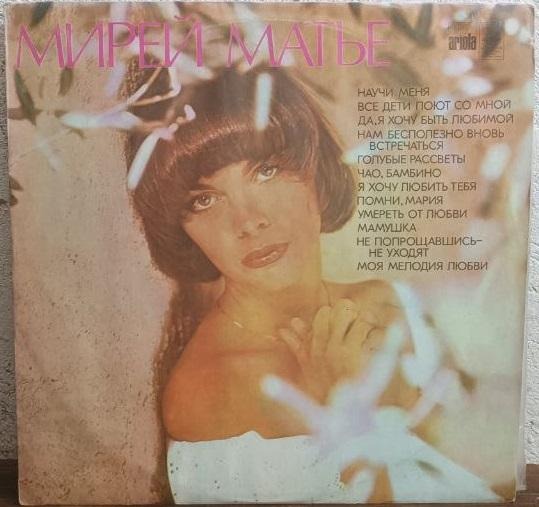 МИРЕЙ МАТЬЕ
ariola
НАУЧИ МЕНЯ
ВСЕ ДЕТИ ПОЮТ СО МНОЙ
ДА,Я ХОЧУ БЫТЬ ЛЮБИМОЙ
НАМ БЕСПОЛЕЗНО ВНОВЬ
ВСТРЕЧАТЬСЯ
ГОЛУБЫЕ РАССВЕТЫ
ЧАО, БАМБИНО
Я ХОЧУ ЛЮБИТЬ ТЕБЯ
ПОМНИ, МАРИЯ
УМЕРЕТЬ ОТ ЛЮБВИ
МАМУШКА
НЕ ПОПРОЩАВШИСЬ-
НЕ УХОДЯТ
МОЯ МЕЛОДИЯ ЛЮБВИ